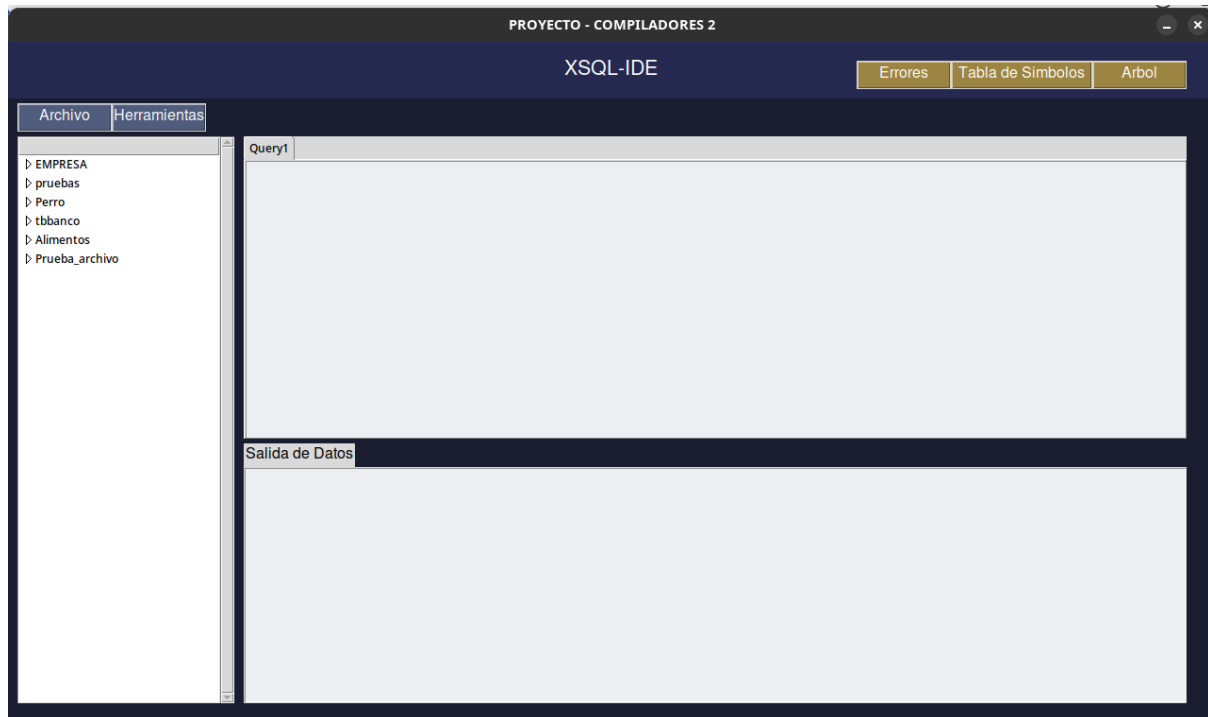 PROYECTO - COMPILADORES 2
XSQL-IDE
Errores Tabla de Simbolos Arbol
Archivo Herramientas
Query1
EMPRESA
pruebas
Perro
tbbanco
Alimentos
Prueba_archivo
Salida de Datos